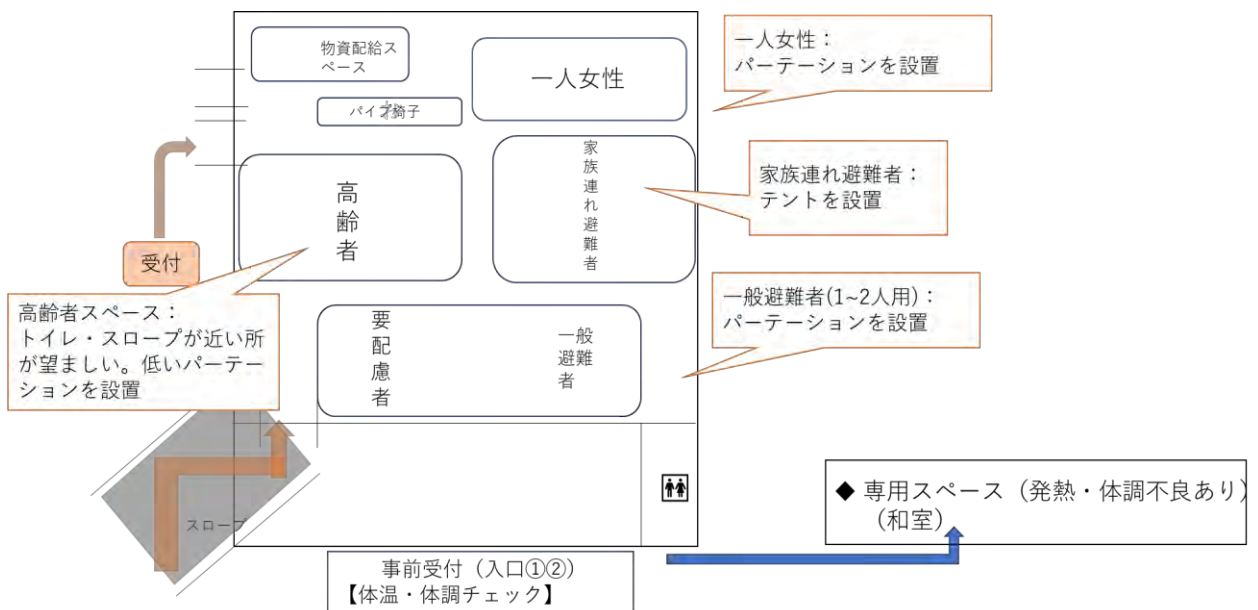 物資配給ス
ペース
一人女性
一人女性：
パーテーションを設置
パイプ椅子
家族連れ避難者
家族連れ避難者：
テントを設置
高齢者
受付
高齢者スペース：
トイレ・スロープが近い所
が望ましい。低いパーテー
ションを設置
一般避難者(1~2人用)：
パーテーションを設置
要配慮者
一般
避難
者
スロープ
◆ 専用スペース（発熱・体調不良あり）
（和室）
事前受付（入口①②）
【体温・体調チェック】